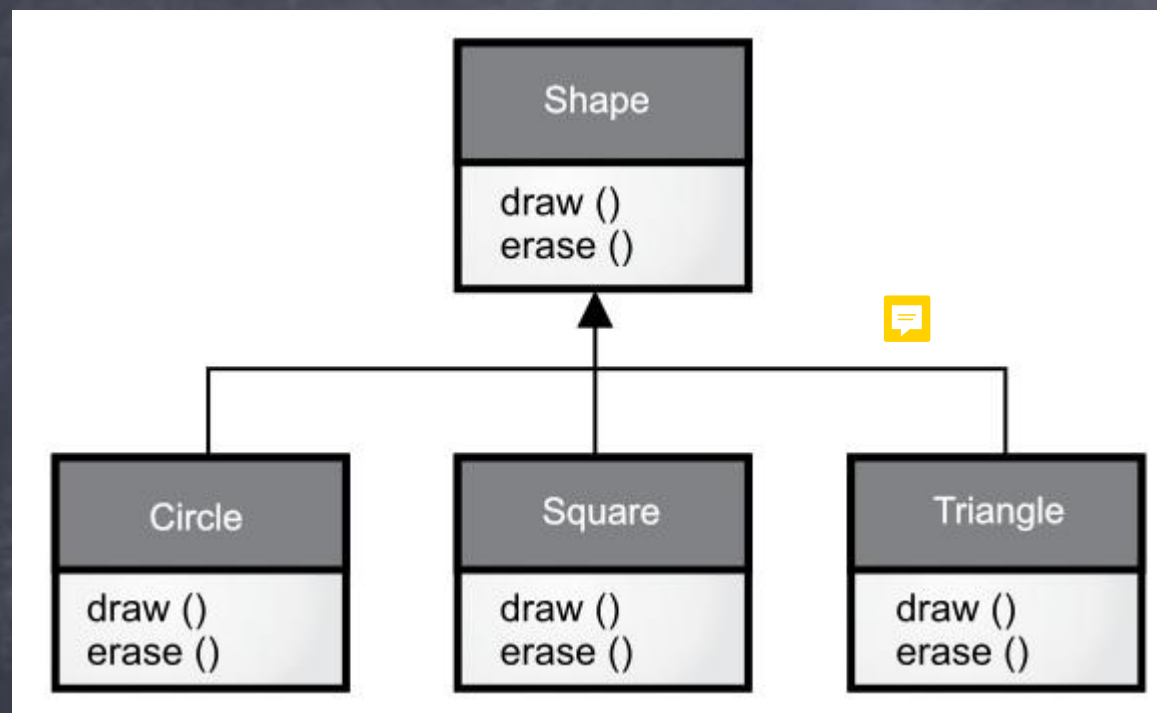 Shape
draw ()
erase ()
Circle
draw ()
erase ()
Square
draw ()
erase ()
Triangle
draw ()
erase ()